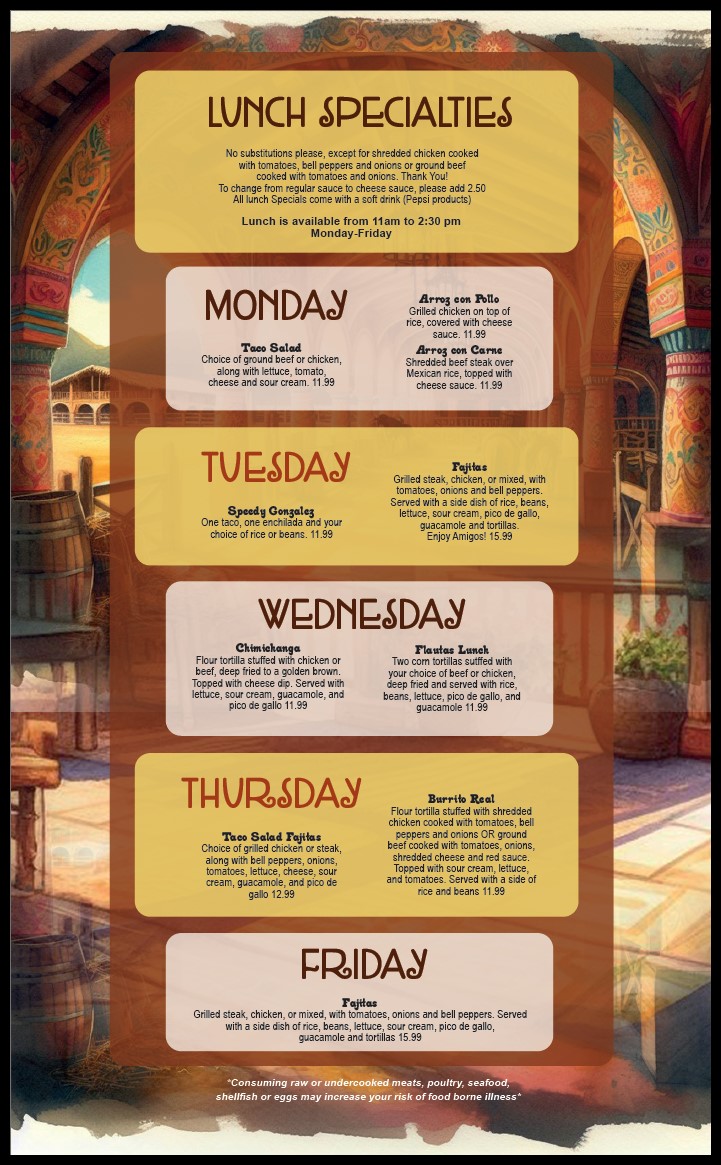 LUNCH SPECIALTIES
No substitutions please, except for shredded chicken cooked
with tomatoes, bell peppers and onions or ground beef
cooked with tomatoes and onions. Thank You!
To change from regular sauce to cheese sauce, please add 2.50
All lunch Specials come with a soft drink (Pepsi products)
Lunch is available from 11am to 2:30 pm
Monday-Friday
MONDAY
Taco Salad
Choice of ground beef or chicken,
along with lettuce, tomato,
cheese and sour cream. 11.99
Arroz con Pollo
Grilled chicken on top of
rice, covered with cheese
sauce. 11.99
Arroz con Carne
Shredded beef steak over
Mexican rice, topped with
cheese sauce. 11.99
TUESDAY
Speedy Gonzalez
One taco, one enchilada and your
choice of rice or beans. 11.99
Fajitas
Grilled steak, chicken, or mixed, with
tomatoes, onions and bell peppers.
Served with a side dish of rice, beans,
lettuce, sour cream, pico de gallo,
guacamole and tortillas.
Enjoy Amigos! 15.99
WEDNESDAY
Chimichanga
Flour tortilla stuffed with chicken or
beef, deep fried to a golden brown.
Topped with cheese dip. Served with
lettuce, sour cream, guacamole, and
pico de gallo 11.99
Flautas Lunch
Two corn tortillas sutffed with
your choice of beef or chicken,
deep fried and served with rice,
beans, lettuce, pico de gallo, and
guacamole 11.99
THURSDAY
Taco Salad Fajitas
Choice of grilled chicken or steak,
along with bell peppers, onions,
tomatoes, lettuce, cheese, sour
cream, guacamole, and pico de
gallo 12.99
Burrito Real
Flour tortilla stuffed with shredded
chicken cooked with tomatoes, bell
peppers and onions OR ground
beef cooked with tomatoes, onions,
shredded cheese and red sauce.
Topped with sour cream, lettuce,
and tomatoes. Served with a side of
rice and beans 11.99
FRIDAY
Fajitas
Grilled steak, chicken, or mixed, with tomatoes, onions and bell peppers. Served
with a side dish of rice, beans, lettuce, sour cream, pico de gallo,
guacamole and tortillas 15.99
*Consuming raw or undercooked meats, poultry, seafood,
shellfish or eggs may increase your risk of food borne illness*